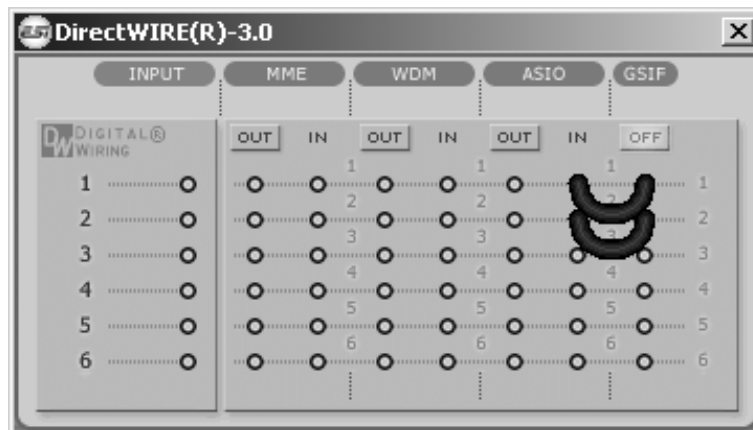 DirectWIRE(R)-3.0
INPUT MME WDM ASIO GSIF
DIGITAL®
WIRING
OUT IN OUT IN OUT IN OFF
1 1 1 1 1
2 2 2 2 2
3 3 3 3 3
4 4 4 4 4
5 5 5 5 5
6 6 6 6 6